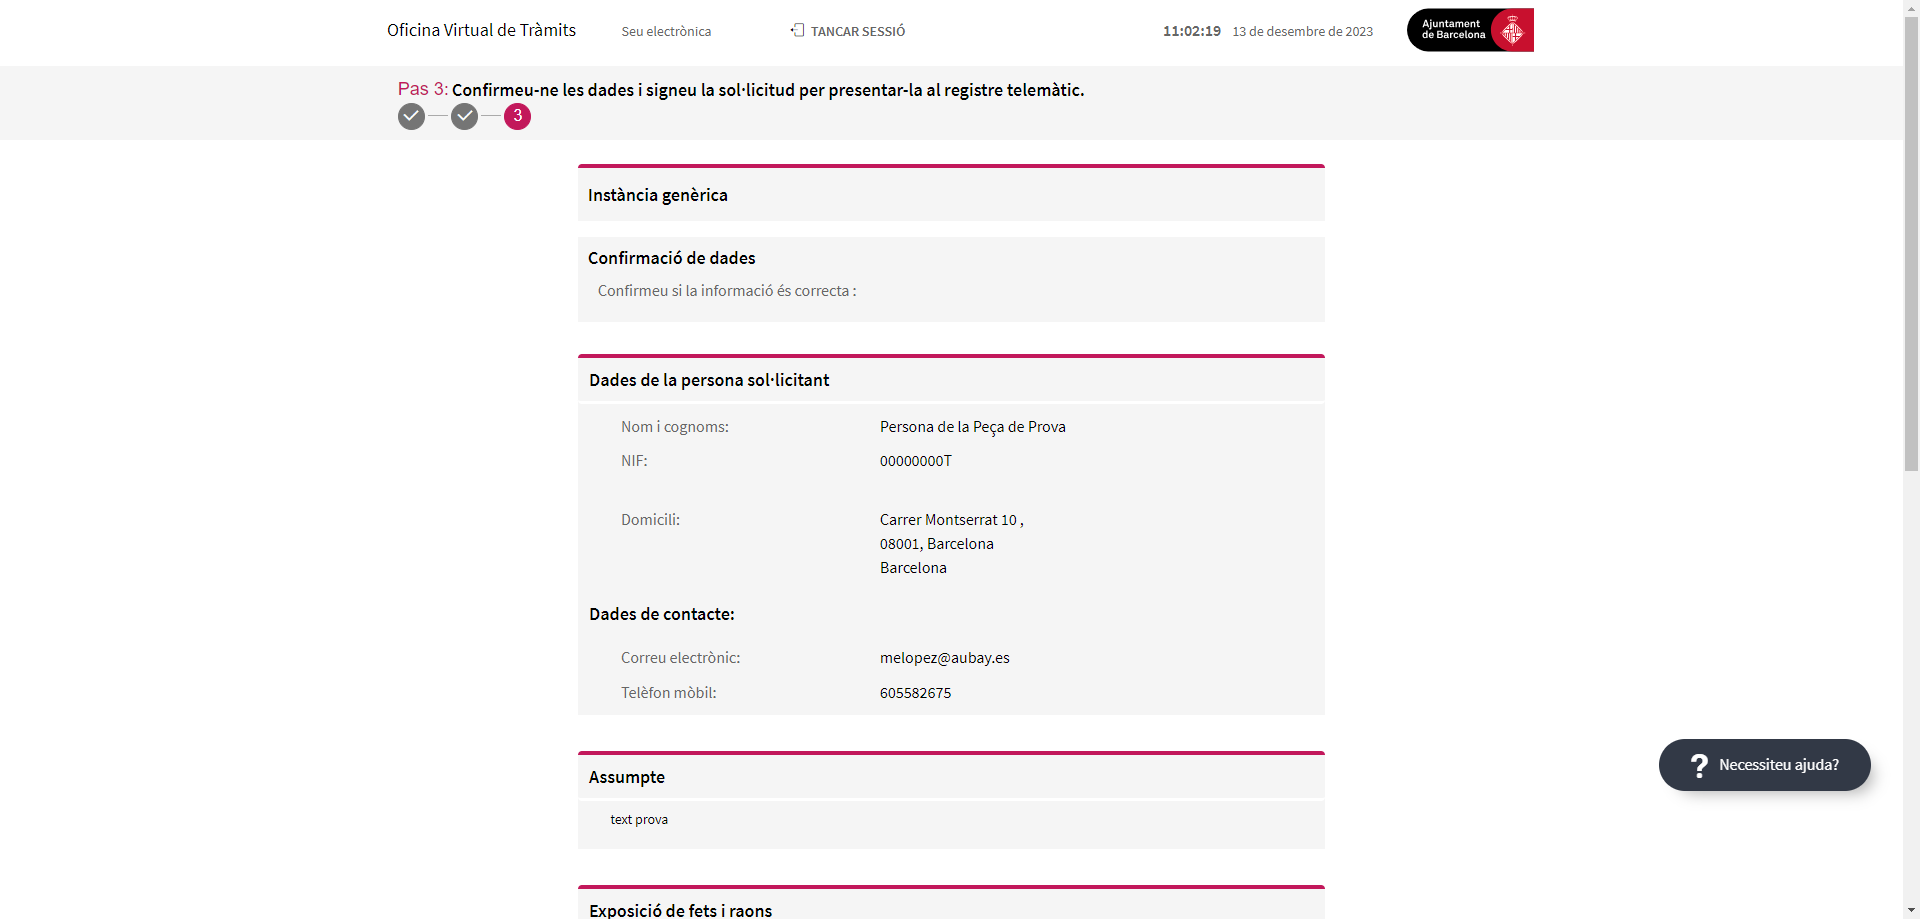 Oficina Virtual de Tràmits
Seu electrònica
TANCAR SESSIÓ
11:02:19 13 de desembre de 2023
Ajuntament
de Barcelona
Pas 3: Confirmeu-ne les dades i signeu la sol·licitud per presentar-la al registre telemàtic.
3
Instància genèrica
Confirmació de dades
Confirmeu si la informació és correcta :
Dades de la persona sol·licitant
Nom i cognoms: Persona de la Peça de Prova
NIF: 00000000T
Domicili: Carrer Montserrat 10 ,
08001, Barcelona
Barcelona
Dades de contacte:
Correu electrònic: melopez@aubay.es
Telèfon mòbil: 605582675
Assumpte
? Necessiteu ajuda?
text prova
Exposició de fets i raons